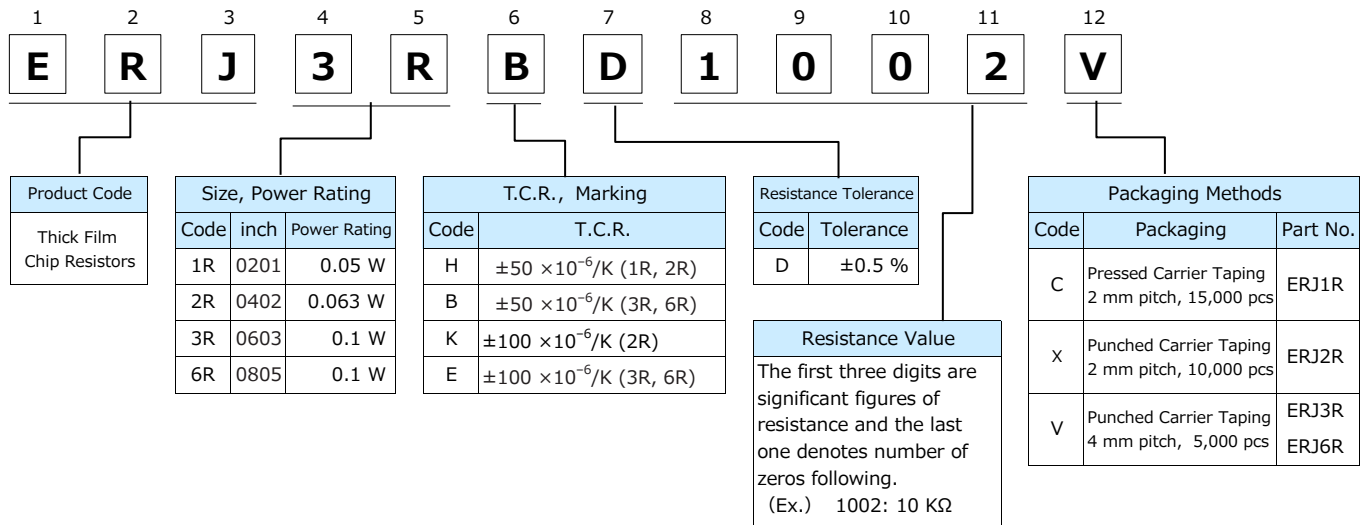 1 2 3 4 5 6 7 8 9 10 11 12
E R J 3 R B D 1 0 0 2 V
Product Code
Thick Film
Chip Resistors
Size, Power Rating
Code inch Power Rating
1R 0201 0.05 W
2R 0402 0.063 W
3R 0603 0.1 W
6R 0805 0.1 W
T.C.R., Marking
Code T.C.R.
H ±50 ×10⁻⁶/K (1R, 2R)
B ±50 ×10⁻⁶/K (3R, 6R)
K ±100 ×10⁻⁶/K (2R)
E ±100 ×10⁻⁶/K (3R, 6R)
Resistance Tolerance
Code Tolerance
D ±0.5 %
Resistance Value
The first three digits are
significant figures of
resistance and the last
one denotes number of
zeros following.
(Ex.) 1002: 10 KΩ
Packaging Methods
Code Packaging Part No.
C Pressed Carrier Taping
2 mm pitch, 15,000 pcs ERJ1R
X Punched Carrier Taping
2 mm pitch, 10,000 pcs ERJ2R
V Punched Carrier Taping
4 mm pitch, 5,000 pcs ERJ3R
ERJ6R